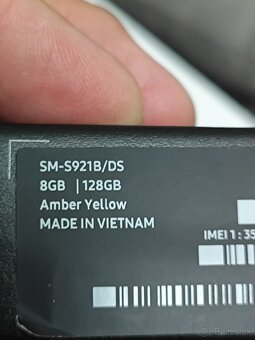 SM-S921B/DS
8GB | 128GB
Amber Yellow
MADE IN VIETNAM
IMEI 1 : 35